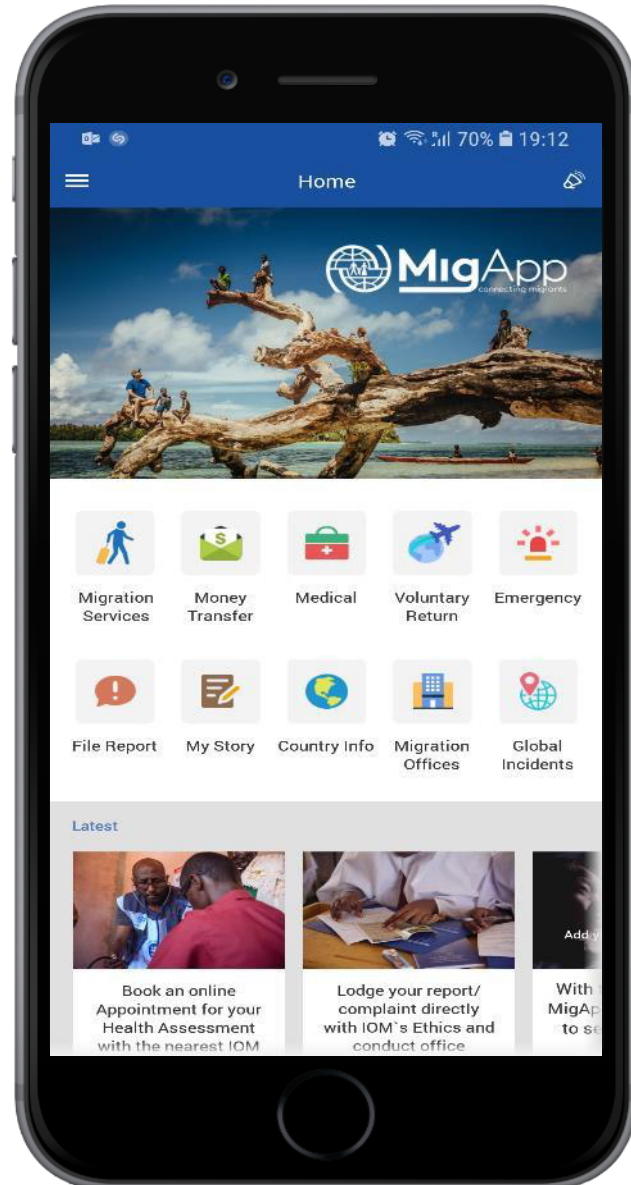 70% 19:12
Home
MigApp
connecting migrants
Migration
Services
Money
Transfer
Medical
Voluntary
Return
Emergency
File Report
My Story
Country Info
Migration
Offices
Global
Incidents
Latest
Book an online
Appointment for your
Health Assessment
with the nearest IOM
Lodge your report/
complaint directly
with IOM`s Ethics and
conduct office
Add
With
MigAp
to se